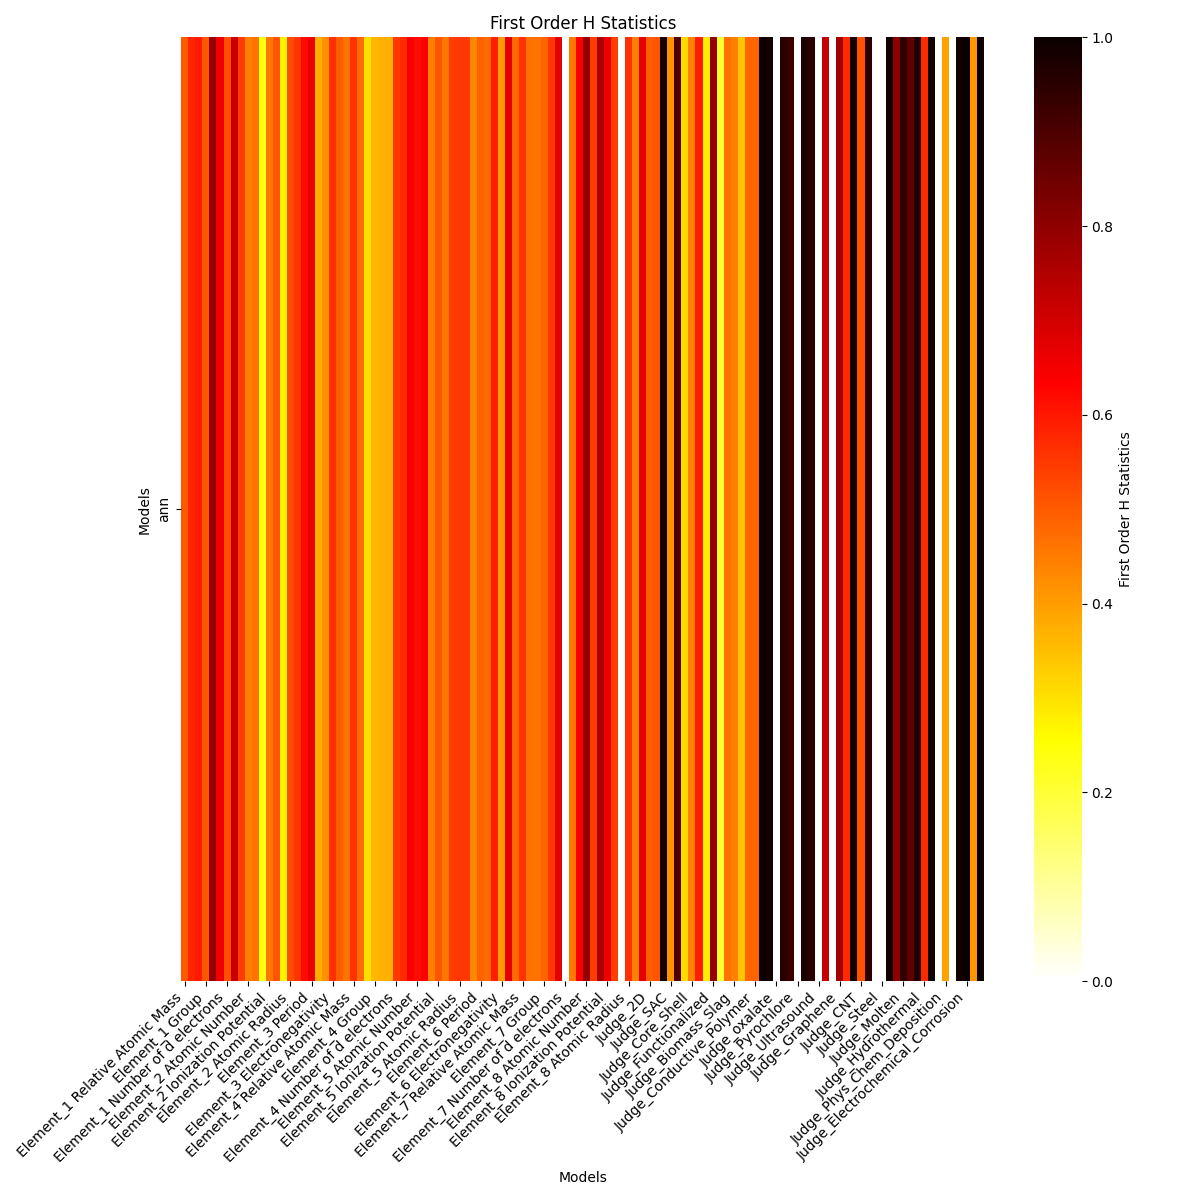 First Order H Statistics
Models
ann
Element_1 Relative Atomic Mass
Element_1 Group
Element_1 Number of d electrons
Element_2 Atomic Number
Element_2 Ionization Potential
Element_2 Atomic Radius
Element_3 Period
Element_3 Electronegativity
Element_4 Relative Atomic Mass
Element_4 Group
Element_4 Number of d electrons
Element_5 Atomic Number
Element_5 Ionization Potential
Element_5 Atomic Radius
Element_6 Period
Element_6 Electronegativity
Element_7 Relative Atomic Mass
Element_7 Group
Element_7 Number of d electrons
Element_8 Atomic Number
Element_8 Ionization Potential
Element_8 Atomic Radius
Judge_2D
Judge_SAC
Judge_Core_Shell
Judge_Functionalized
Judge_Biomass_Slag
Judge_Conductive_Polymer
Judge_oxalate
Judge_Pyrochlore
Judge_Ultrasound
Judge_Graphene
Judge_CNT
Judge_Steel
Judge_Molten
Judge_Hydrothermal
Judge_Phys_Chem_Deposition
Judge_Electrochemical_Corrosion
Models
1.0
0.8
0.6
0.4
0.2
0.0
First Order H Statistics